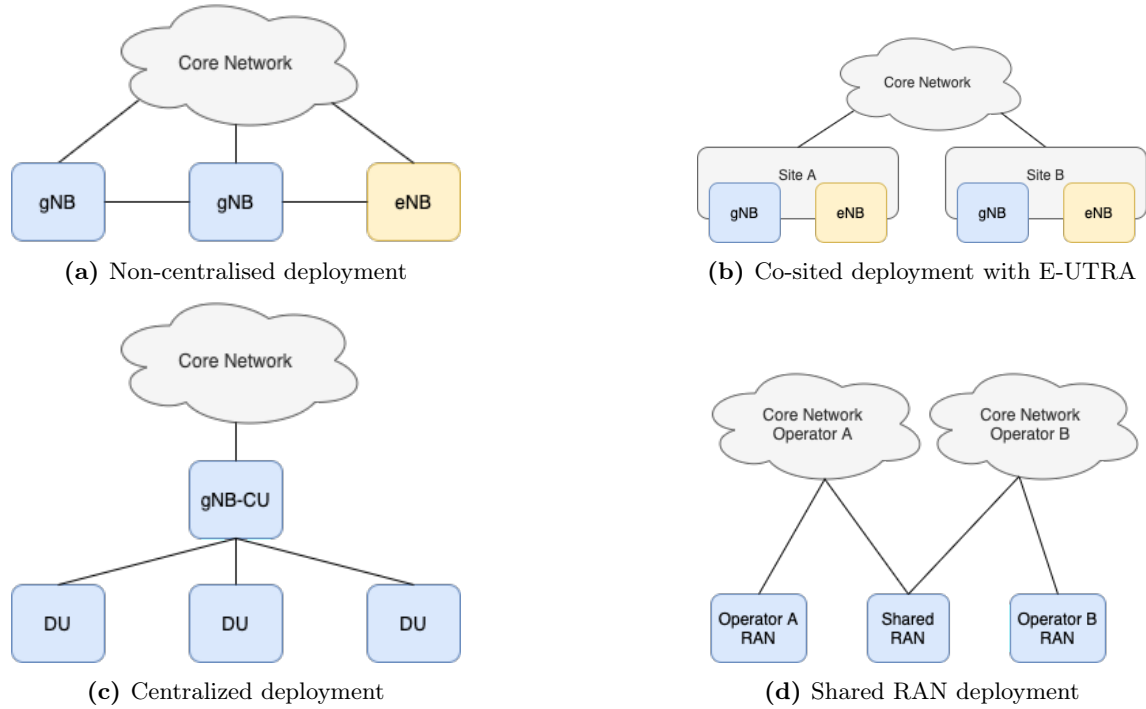 Core Network
gNB
gNB
eNB
(a) Non-centralised deployment
Core Network
Site A
Site B
gNB
eNB
gNB
eNB
(b) Co-sited deployment with E-UTRA
Core Network
gNB-CU
DU
DU
DU
(c) Centralized deployment
Core Network
Operator A
Core Network
Operator B
Operator A
RAN
Shared
RAN
Operator B
RAN
(d) Shared RAN deployment